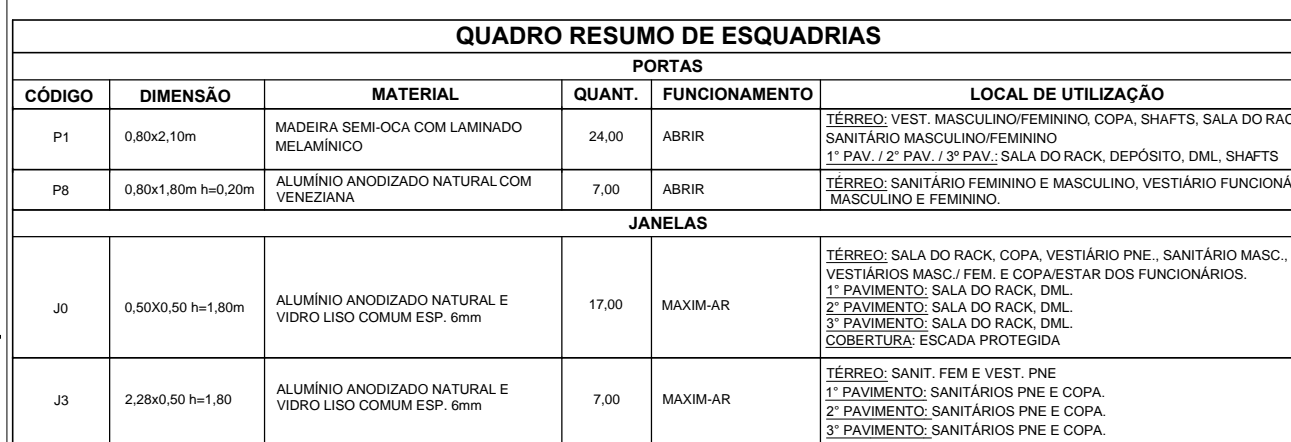 QUADRO RESUMO DE ESQUADRIAS
PORTAS
CÓDIGO DIMENSÃO MATERIAL QUANT. FUNCIONAMENTO LOCAL DE UTILIZAÇÃO
P1 0,80x2,10m MADEIRA SEMI-OCA COM LAMINADO MELAMÍNICO 24,00 ABRIR TÉRREO: VEST. MASCULINO/FEMININO, COPA, SHAFTS, SALA DO
SANITÁRIO MASCULINO/FEMININO
1° PAV. / 2° PAV. / 3º PAV.: SALA DO RACK, DEPÓSITO, DML, SHAFTS
P8 0,80x1,80m h=0,20m ALUMÍNIO ANODIZADO NATURAL COM VENEZIANA 7,00 ABRIR TÉRREO: SANITÁRIO FEMININO E MASCULINO, VESTIÁRIO
MASCULINO E FEMININO.
JANELAS
J0 0,50X0,50 h=1,80m ALUMÍNIO ANODIZADO NATURAL E VIDRO LISO COMUM ESP. 6mm 17,00 MAXIM-AR TÉRREO: SALA DO RACK, COPA, VESTIÁRIO PNE., SANITÁRIO MASC.,
VESTIÁRIOS MASC./ FEM. E COPA/ESTAR DOS FUNCIONÁRIOS.
1° PAVIMENTO: SALA DO RACK, DML.
2° PAVIMENTO: SALA DO RACK, DML.
3° PAVIMENTO: SALA DO RACK, DML.
COBERTURA: ESCADA PROTEGIDA
J3 2,28x0,50 h=1,80 ALUMÍNIO ANODIZADO NATURAL E VIDRO LISO COMUM ESP. 6mm 7,00 MAXIM-AR TÉRREO: SANIT. FEM E VEST. PNE
1° PAVIMENTO: SANITÁRIOS PNE E COPA.
2° PAVIMENTO: SANITÁRIOS PNE E COPA.
3° PAVIMENTO: SANITÁRIOS PNE E COPA.